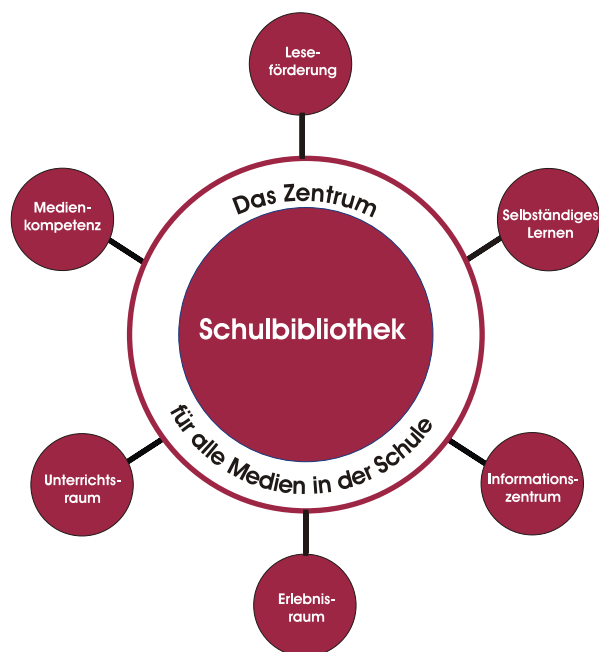 Lese-
förderung
Das Zentrum
Medien-
kompetenz
Selbständiges
Lernen
Schulbibliothek
für alle Medien in der Schule
Unterrichts-
raum
Informations-
zentrum
Erlebnis-
raum